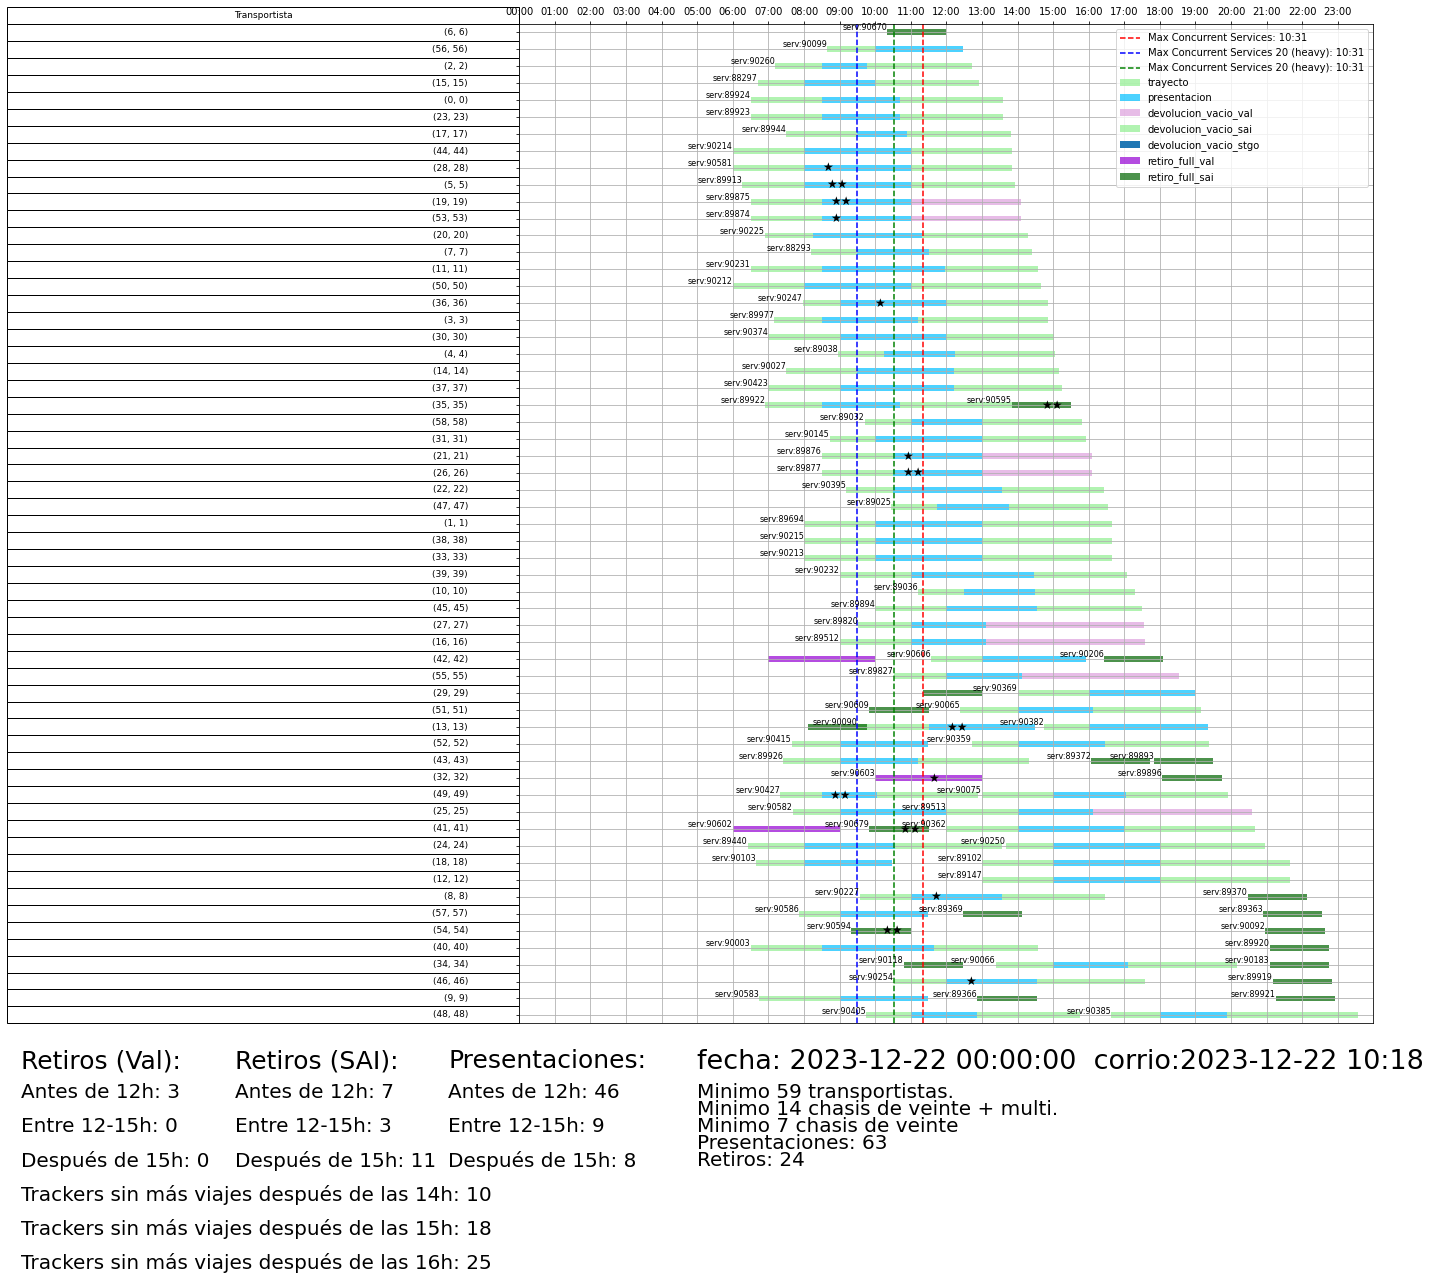 Transportista
00:00 01:00 02:00 03:00 04:00 05:00 06:00 07:00 08:00 09:00 10:00 11:00 12:00 13:00 14:00 15:00 16:00 17:00 18:00 19:00 20:00 21:00 22:00 23:00
Max Concurrent Services: 10:31
Max Concurrent Services 20 (heavy): 10:31
Max Concurrent Services 20 (heavy): 10:31
trayecto
presentacion
devolucion_vacio_val
devolucion_vacio_sai
devolucion_vacio_stgo
retiro_full_val
retiro_full_sai
(6, 6) serv:90670
(56, 56) serv:90099
(2, 2) serv:90260
(15, 15) serv:88297
(0, 0) serv:89924
(23, 23) serv:89923
(17, 17) serv:89944
(44, 44) serv:90214
(28, 28) serv:90581
(5, 5) serv:89913
(19, 19) serv:89875
(53, 53) serv:89874
(20, 20) serv:90225
(7, 7) serv:88293
(11, 11) serv:90231
(50, 50) serv:90212
(36, 36) serv:90247
(3, 3) serv:89977
(30, 30) serv:90374
(4, 4) serv:89038
(14, 14) serv:90027
(37, 37) serv:90423
(35, 35) serv:89922 serv:90595
(58, 58) serv:89032
(31, 31) serv:90145
(21, 21) serv:89876
(26, 26) serv:89877
(22, 22) serv:90395
(47, 47) serv:89025
(1, 1) serv:89694
(38, 38) serv:90215
(33, 33) serv:90213
(39, 39) serv:90232
(10, 10) serv:89036
(45, 45) serv:89894
(27, 27) serv:89820
(16, 16) serv:89512
(42, 42) serv:90606 serv:90206
(55, 55) serv:89827
(29, 29) serv:90369
(51, 51) serv:90609 serv:90065
(13, 13) serv:90090 serv:90382
(52, 52) serv:90415 serv:90359
(43, 43) serv:89926 serv:89372 serv:89893
(32, 32) serv:90603 serv:89896
(49, 49) serv:90427 serv:90075
(25, 25) serv:90582 serv:89513
(41, 41) serv:90602 serv:90679 serv:90362
(24, 24) serv:89440 serv:90250
(18, 18) serv:90103 serv:89102
(12, 12) serv:89147
(8, 8) serv:90227 serv:89370
(57, 57) serv:90586 serv:89369 serv:89363
(54, 54) serv:90594 serv:90092
(40, 40) serv:90003 serv:89920
(34, 34) serv:90118 serv:90066 serv:90183
(46, 46) serv:90254 serv:89919
(9, 9) serv:90583 serv:89366 serv:89921
(48, 48) serv:90405 serv:90385
Retiros (Val):
Antes de 12h: 3
Entre 12-15h: 0
Después de 15h: 0
Retiros (SAI):
Antes de 12h: 7
Entre 12-15h: 3
Después de 15h: 11
Presentaciones:
Antes de 12h: 46
Entre 12-15h: 9
Después de 15h: 8
fecha: 2023-12-22 00:00:00 corrio:2023-12-22 10:18
Minimo 59 transportistas.
Minimo 14 chasis de veinte + multi.
Minimo 7 chasis de veinte
Presentaciones: 63
Retiros: 24
Trackers sin más viajes después de las 14h: 10
Trackers sin más viajes después de las 15h: 18
Trackers sin más viajes después de las 16h: 25